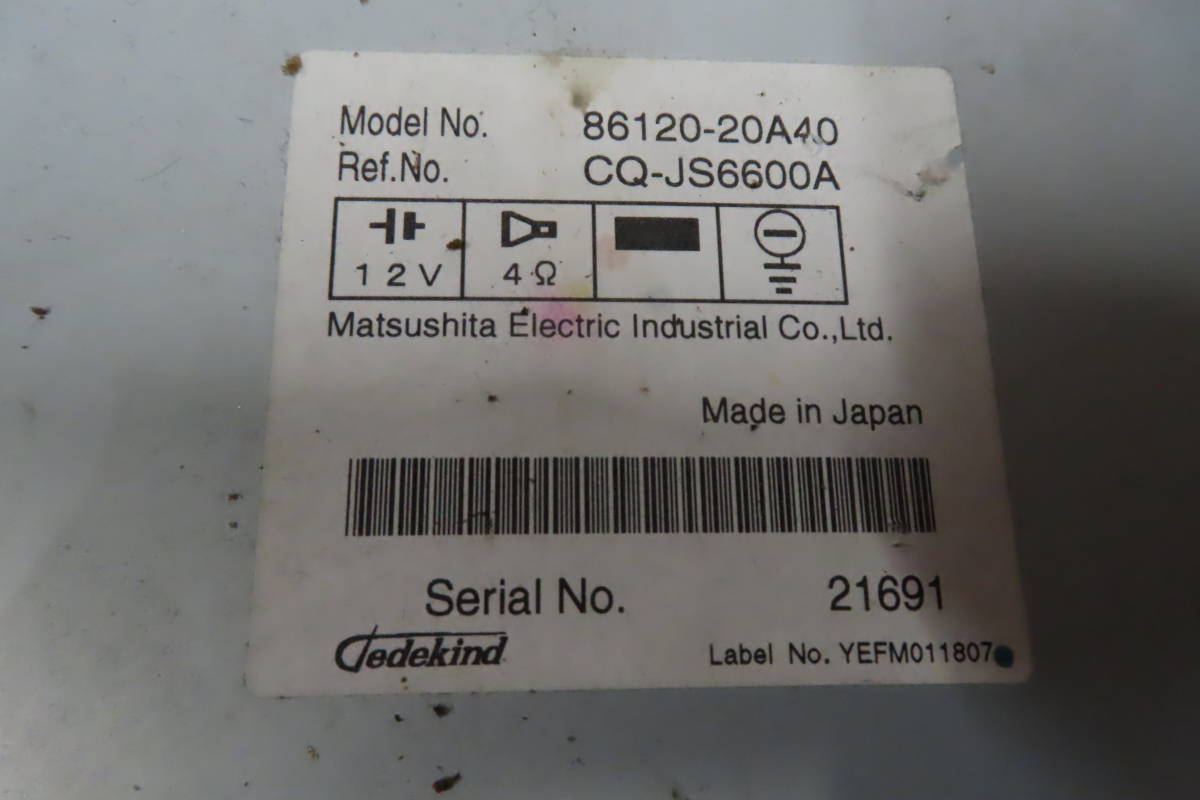 Model No. 86120-20A40
Ref.No. CQ-JS6600A
12V 4Ω
Matsushita Electric Industrial Co.,Ltd.
Made in Japan
Serial No. 21691
Gedekind Label No. YEFM011807